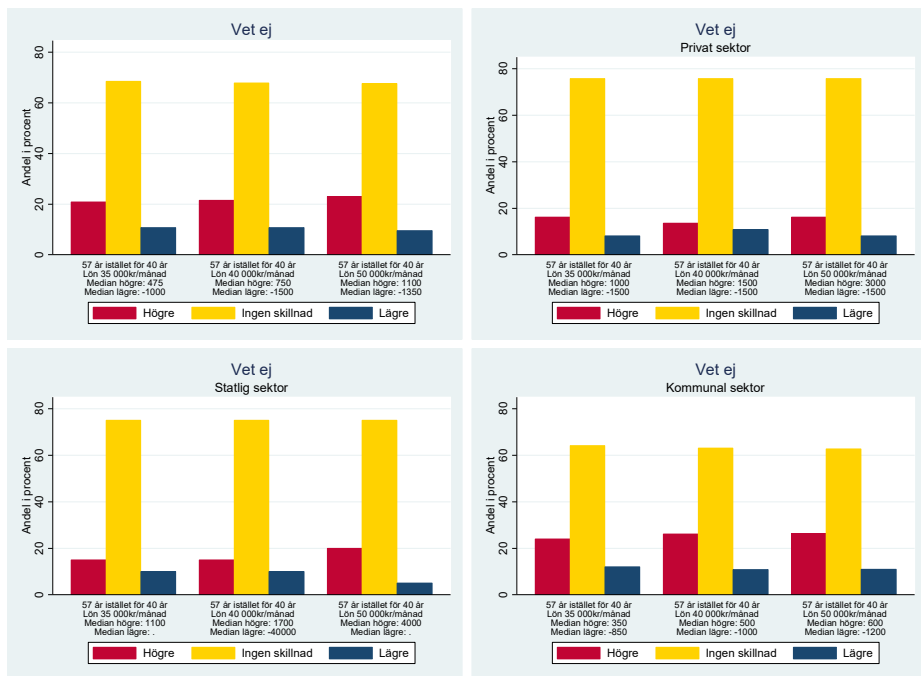 Vet ej
Andel i procent
80
60
40
20
0
57 år istället för 40 år
Lön 35 000kr/månad
Median högre: 475
Median lägre: -1000
57 år istället för 40 år
Lön 40 000kr/månad
Median högre: 750
Median lägre: -1500
57 år istället för 40 år
Lön 50 000kr/månad
Median högre: 1100
Median lägre: -1350
Högre Ingen skillnad Lägre
Vet ej
Privat sektor
Andel i procent
80
60
40
20
0
57 år istället för 40 år
Lön 35 000kr/månad
Median högre: 1000
Median lägre: -1500
57 år istället för 40 år
Lön 40 000kr/månad
Median högre: 1500
Median lägre: -1500
57 år istället för 40 år
Lön 50 000kr/månad
Median högre: 3000
Median lägre: -1500
Högre Ingen skillnad Lägre
Vet ej
Statlig sektor
Andel i procent
80
60
40
20
0
57 år istället för 40 år
Lön 35 000kr/månad
Median högre: 1100
Median lägre: .
57 år istället för 40 år
Lön 40 000kr/månad
Median högre: 1700
Median lägre: -40000
57 år istället för 40 år
Lön 50 000kr/månad
Median högre: 4000
Median lägre: .
Högre Ingen skillnad Lägre
Vet ej
Kommunal sektor
Andel i procent
80
60
40
20
0
57 år istället för 40 år
Lön 35 000kr/månad
Median högre: 350
Median lägre: -850
57 år istället för 40 år
Lön 40 000kr/månad
Median högre: 500
Median lägre: -1000
57 år istället för 40 år
Lön 50 000kr/månad
Median högre: 600
Median lägre: -1200
Högre Ingen skillnad Lägre